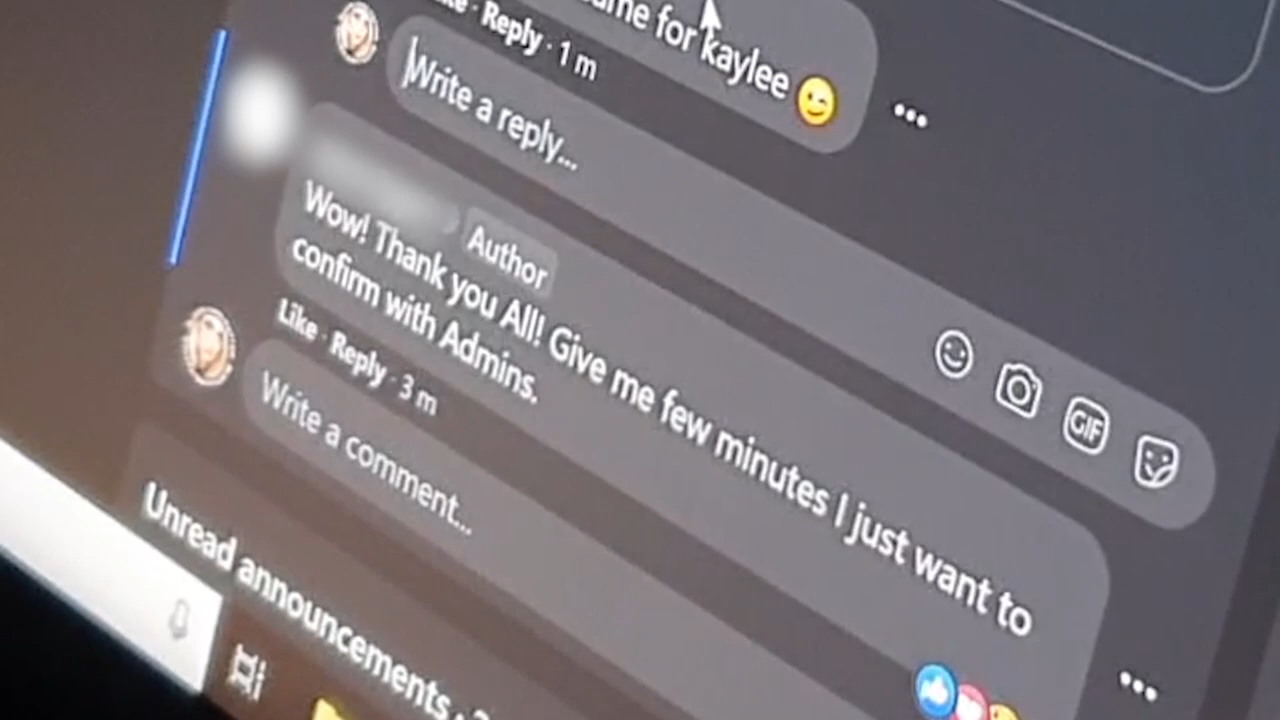 for kaylee 😉
Reply · 1 m
Write a reply...
Author
Wow! Thank you All! Give me few minutes I just want to
confirm with Admins.
GIF
Like · Reply · 3 m
Write a comment...
Unread announcements ·